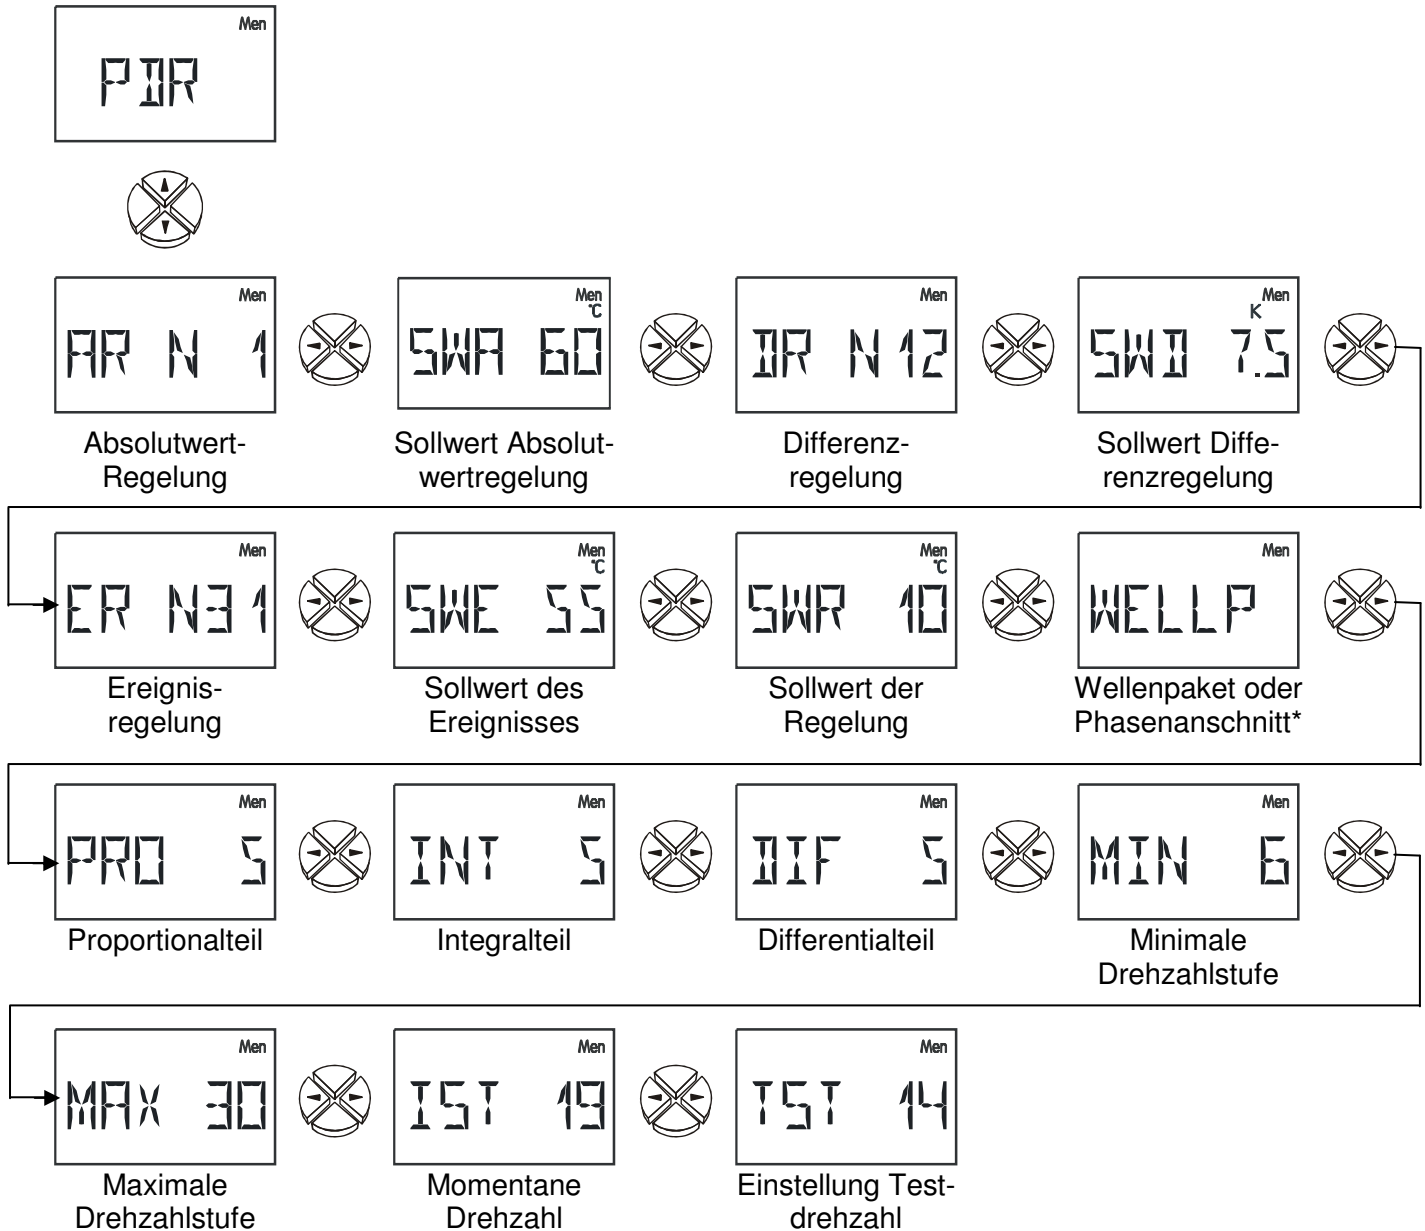 Men
PDR
Men
AR N 1
Men
°C
SWA 60
Men
DR N12
Men
K
SWD 7.5
Absolutwert-
Regelung
Sollwert Absolut-
wertregelung
Differenz-
regelung
Sollwert Diffe-
renzregelung
Men
ER N31
Men
°C
SWE 55
Men
°C
SWR 10
Men
WELLP
Ereignis-
regelung
Sollwert des
Ereignisses
Sollwert der
Regelung
Wellenpaket oder
Phasenanschnitt*
Men
PRO 5
Men
INT 5
Men
DIF 5
Men
MIN 6
Proportionalteil
Integralteil
Differentialteil
Minimale
Drehzahlstufe
Men
MAX 30
Men
IST 19
Men
TST 14
Maximale
Drehzahlstufe
Momentane
Drehzahl
Einstellung Test-
drehzahl